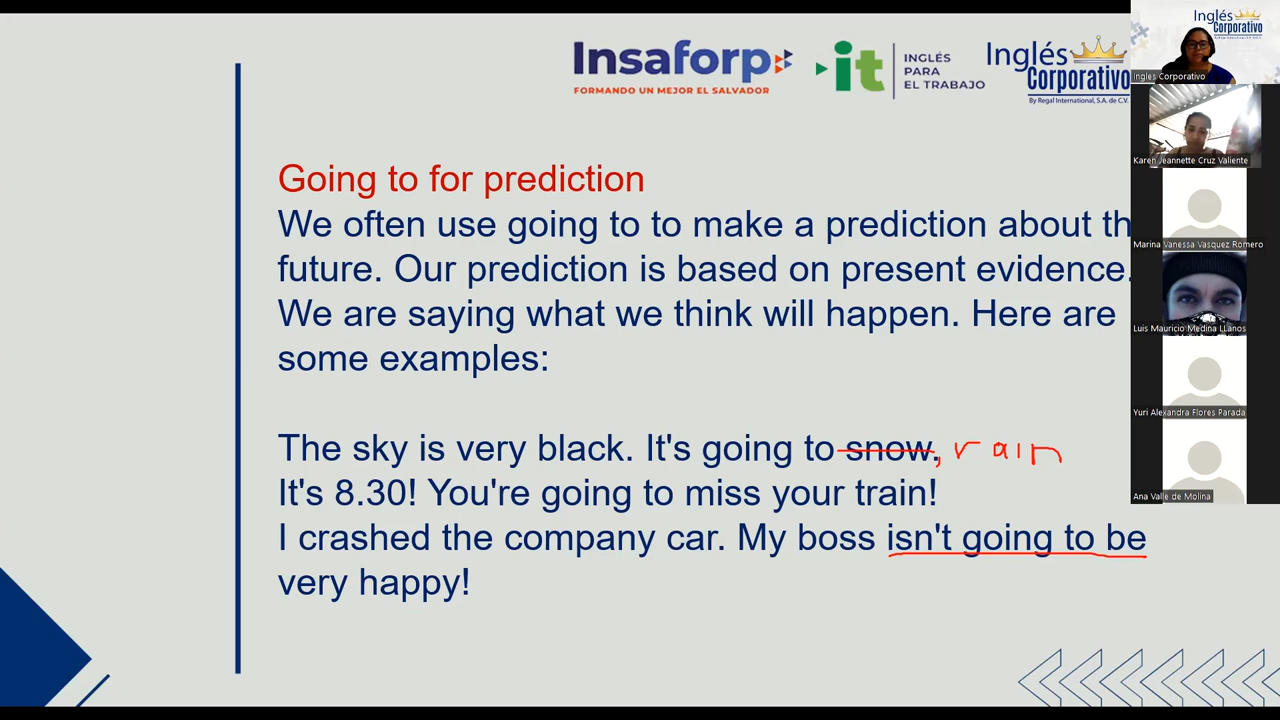 Insaforp
FORMANDO UN MEJOR EL SALVADOR
it
INGLÉS
PARA
EL TRABAJO
Inglés
Corporativo
By Regal International, S.A. de C.V.
Inglés
Corporativo
Ingles Corporativo
Karen Jeannette Cruz Valiente
Marina Vanessa Vasquez Romero
Luis Mauricio Medina LLanos
Yuri Alexandra Flores Parada
Ana Valle de Molina
Going to for prediction
We often use going to to make a prediction about th
future. Our prediction is based on present evidence.
We are saying what we think will happen. Here are
some examples:
The sky is very black. It's going to snow. rain
It's 8.30! You're going to miss your train!
I crashed the company car. My boss isn't going to be
very happy!